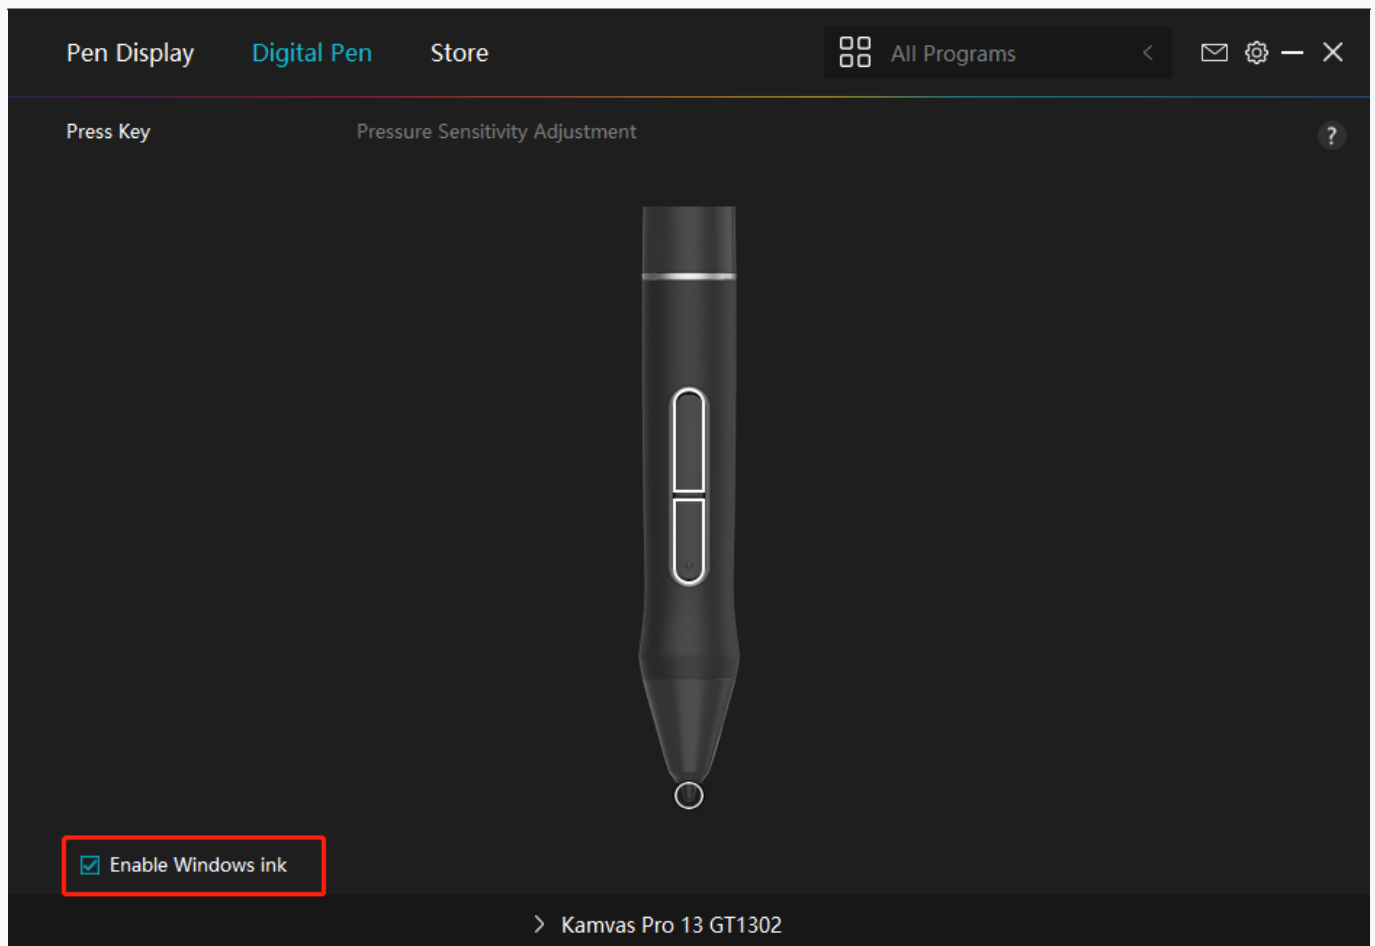 Pen Display Digital Pen Store All Programs
Press Key Pressure Sensitivity Adjustment ?
Enable Windows ink
Kamvas Pro 13 GT1302